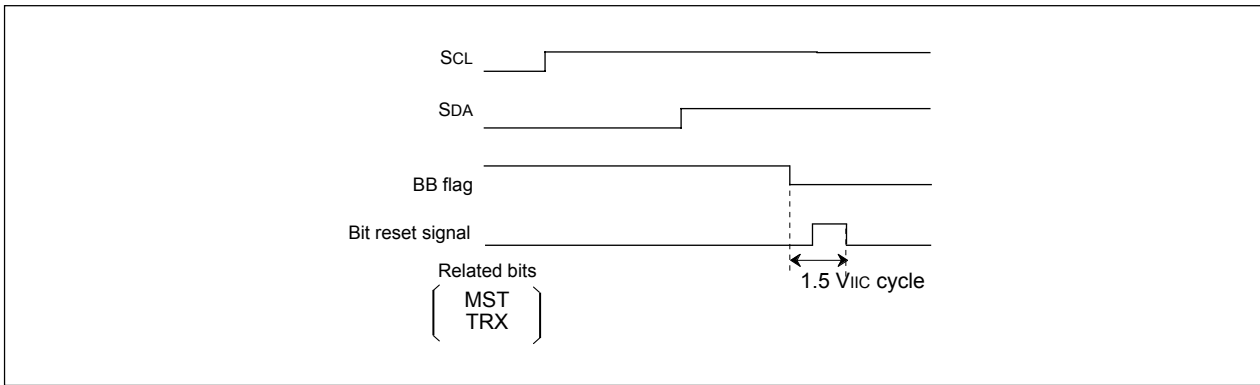 SCL
SDA
BB flag
Bit reset signal
Related bits
MST
TRX
1.5 VIIC cycle